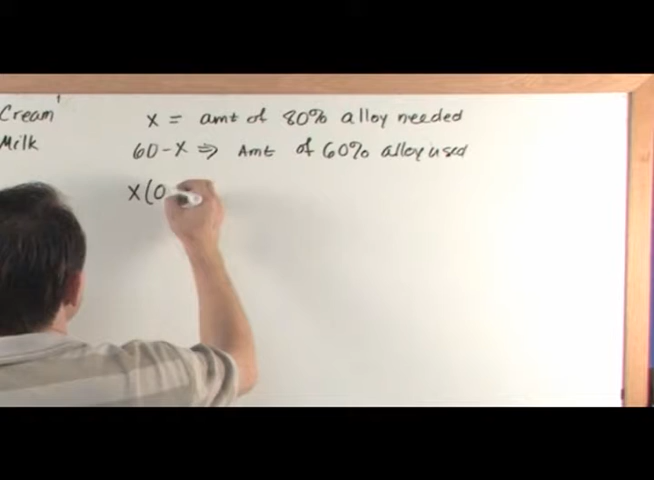 Cream
Milk
x = amt of 80% alloy needed
60-x ⇒ Amt of 60% alloy used
x(0